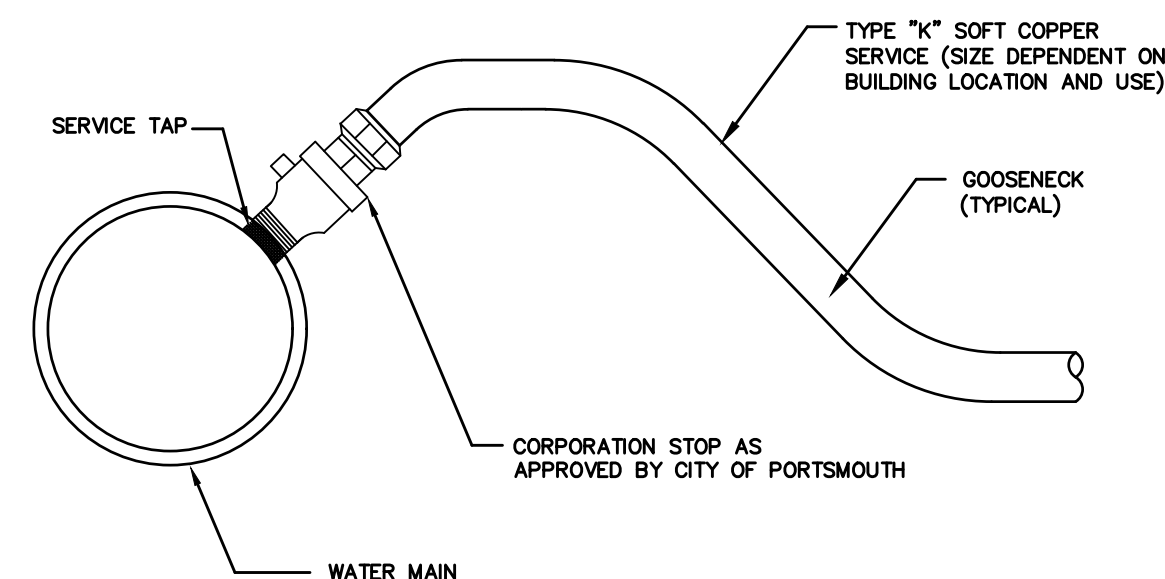 TYPE "K" SOFT COPPER
SERVICE (SIZE DEPENDENT ON
BUILDING LOCATION AND USE)
SERVICE TAP
GOOSENECK
(TYPICAL)
CORPORATION STOP AS
APPROVED BY CITY OF PORTSMOUTH
WATER MAIN